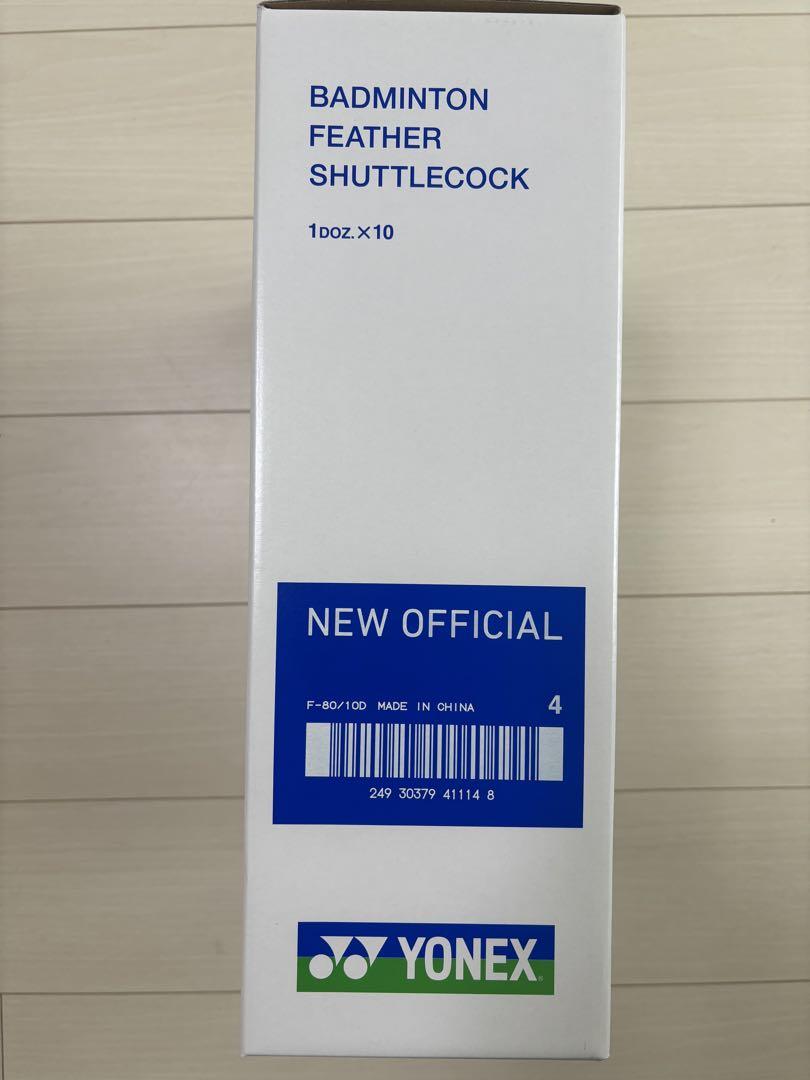 BADMINTON
FEATHER
SHUTTLECOCK
1DOZ.×10
NEW OFFICIAL
F-80/10D MADE IN CHINA 4
249 30379 41114 8
YONEX